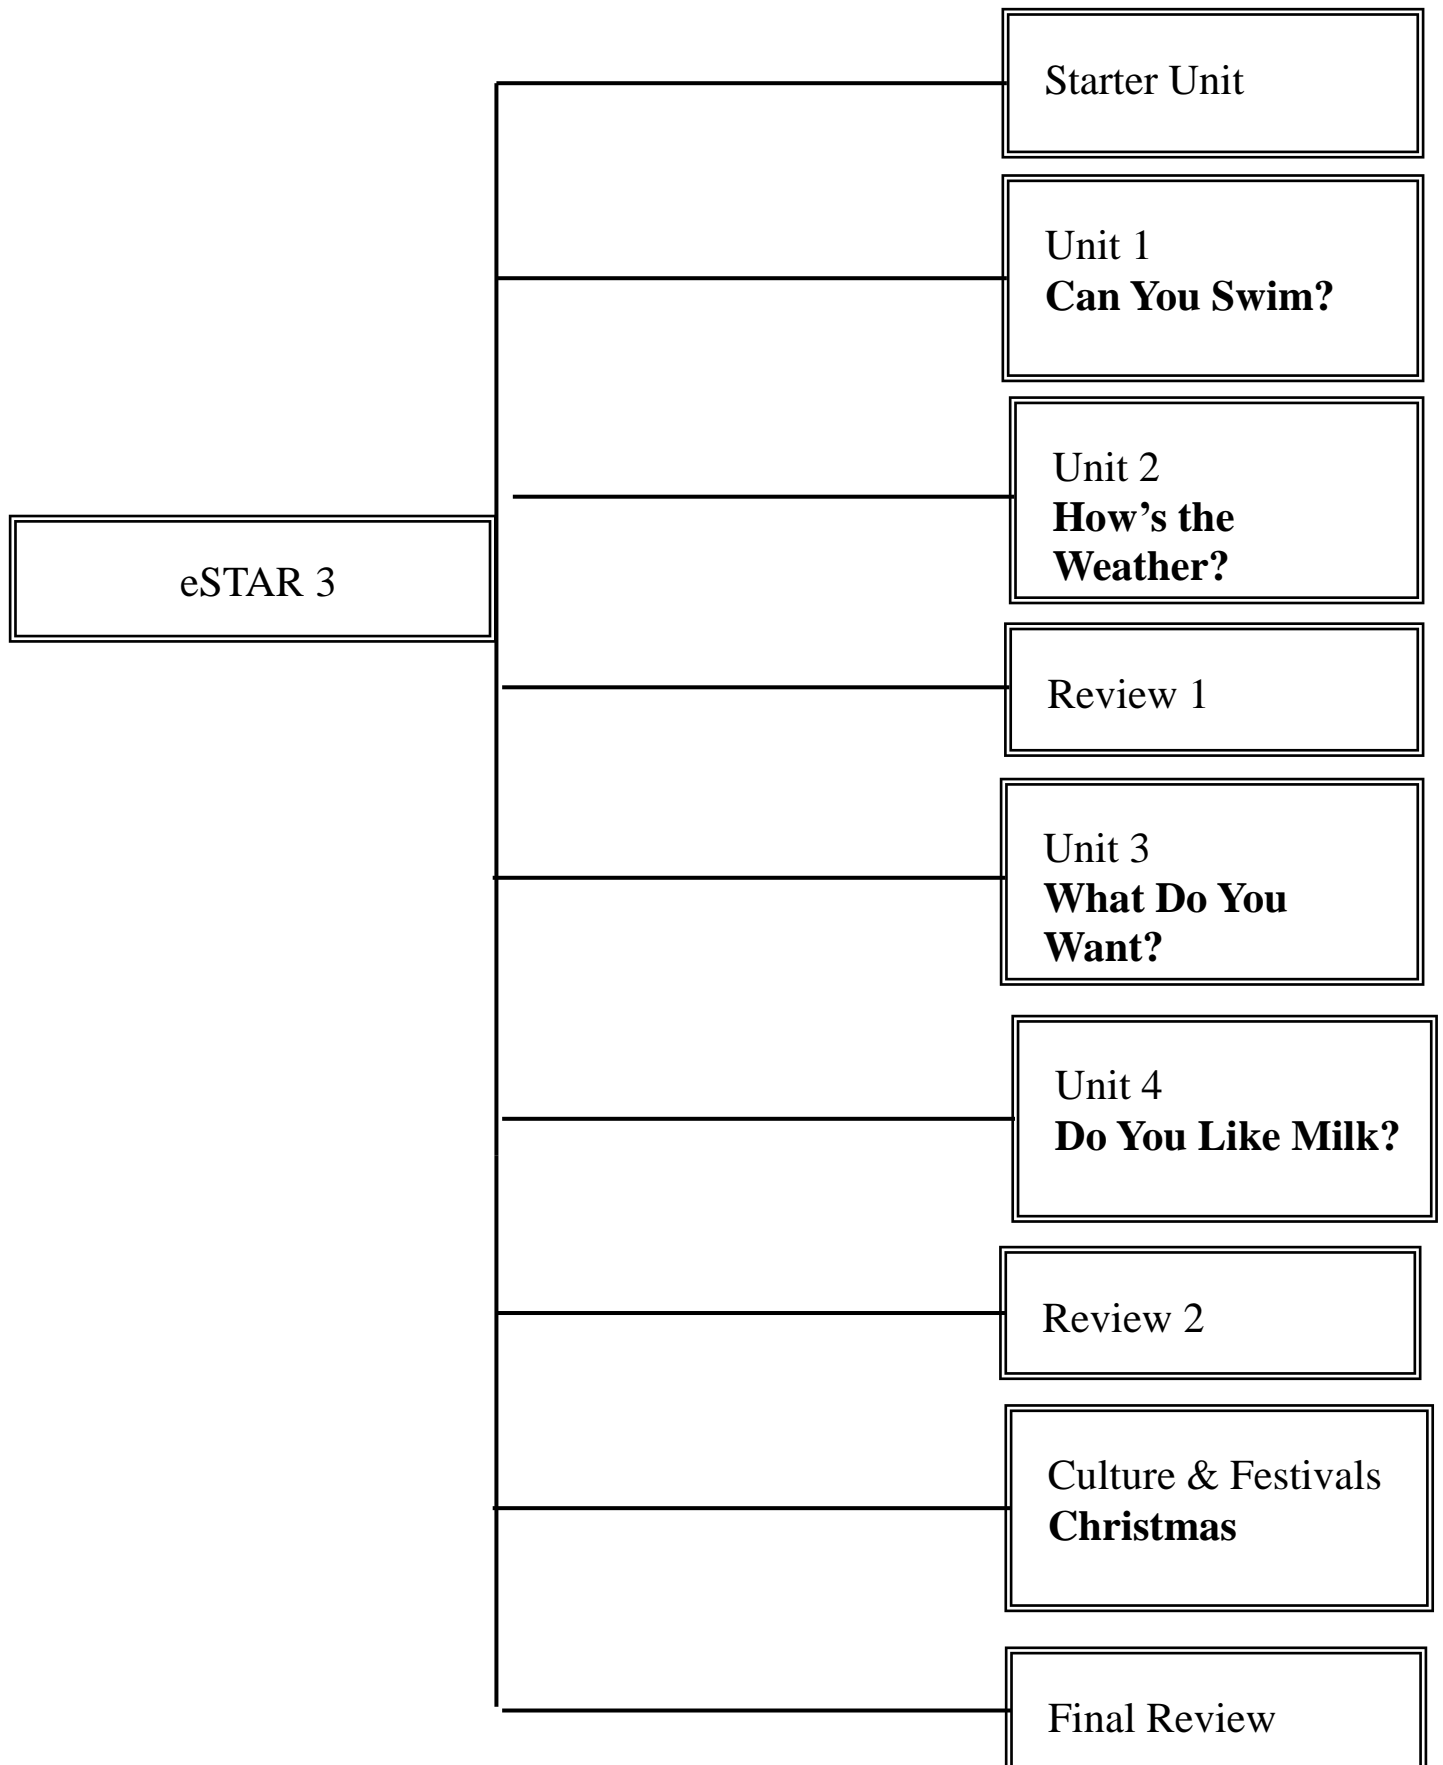 eSTAR 3
Starter Unit
Unit 1
Can You Swim?
Unit 2
How’s the
Weather?
Review 1
Unit 3
What Do You
Want?
Unit 4
Do You Like Milk?
Review 2
Culture & Festivals
Christmas
Final Review